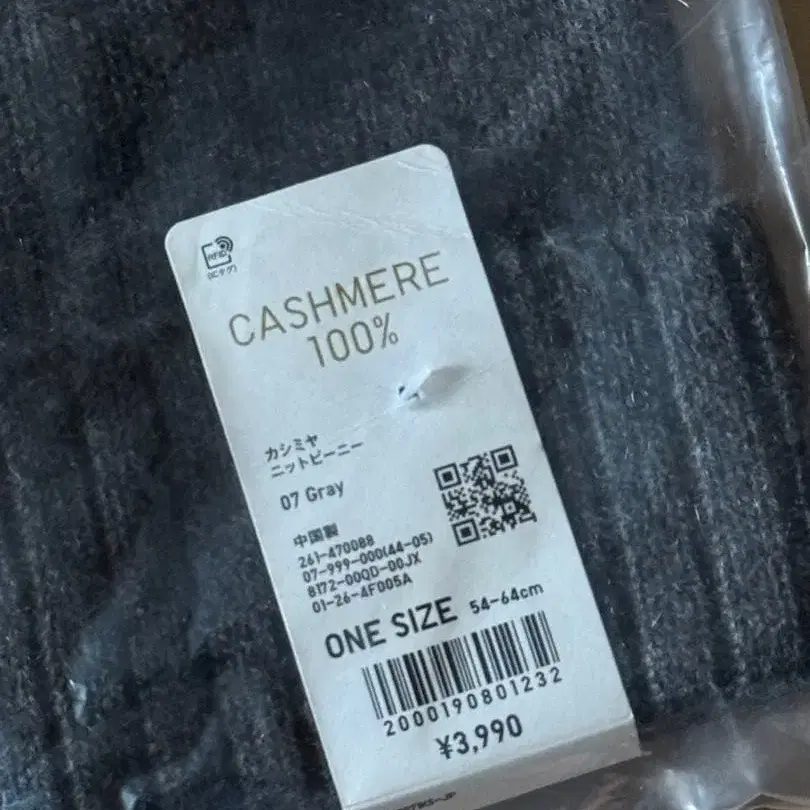 RFID
(ICタグ)
CASHMERE
100%
カシミヤ
ニットビーニー
07 Gray
中国製
261-470088
07-999-000(44-05)
8172-00QD-00JX
01-26-4F005A
ONE SIZE 54-64cm
2000190801232
¥3,990